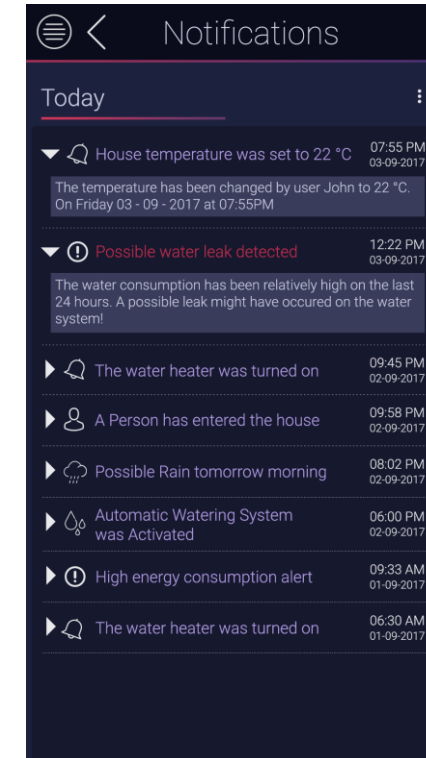 Notifications
Today
House temperature was set to 22 °C
07:55 PM
03-09-2017
The temperature has been changed by user John to 22 °C.
On Friday 03 - 09 - 2017 at 07:55PM
Possible water leak detected
12:22 PM
03-09-2017
The water consumption has been relatively high on the last
24 hours. A possible leak might have occured on the water
system!
The water heater was turned on
09:45 PM
02-09-2017
A Person has entered the house
09:58 PM
02-09-2017
Possible Rain tomorrow morning
08:02 PM
02-09-2017
Automatic Watering System
was Activated
06:00 PM
02-09-2017
High energy consumption alert
09:33 AM
01-09-2017
The water heater was turned on
06:30 AM
01-09-2017